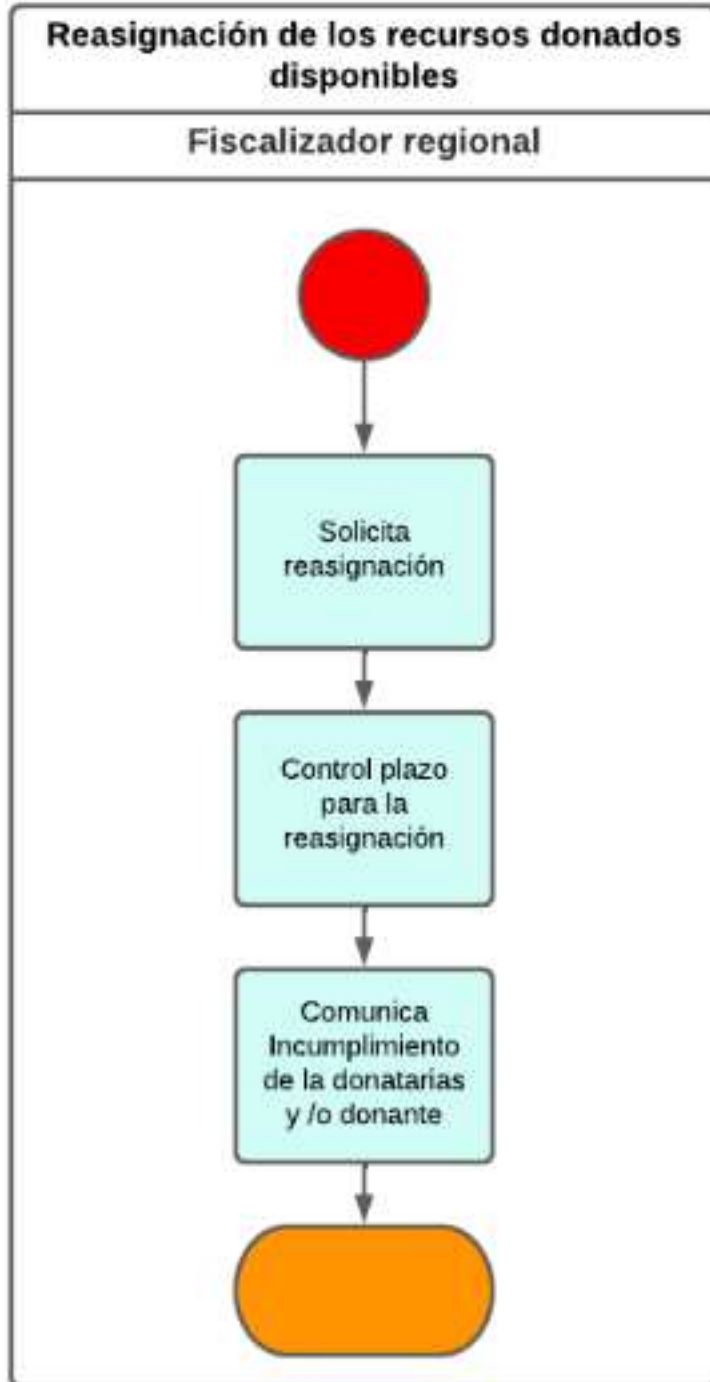 Reasignación de los recursos donados
disponibles
Fiscalizador regional
Solicita
reasignación
Control plazo
para la
reasignación
Comunica
Incumplimiento
de la donatarias
y /o donante